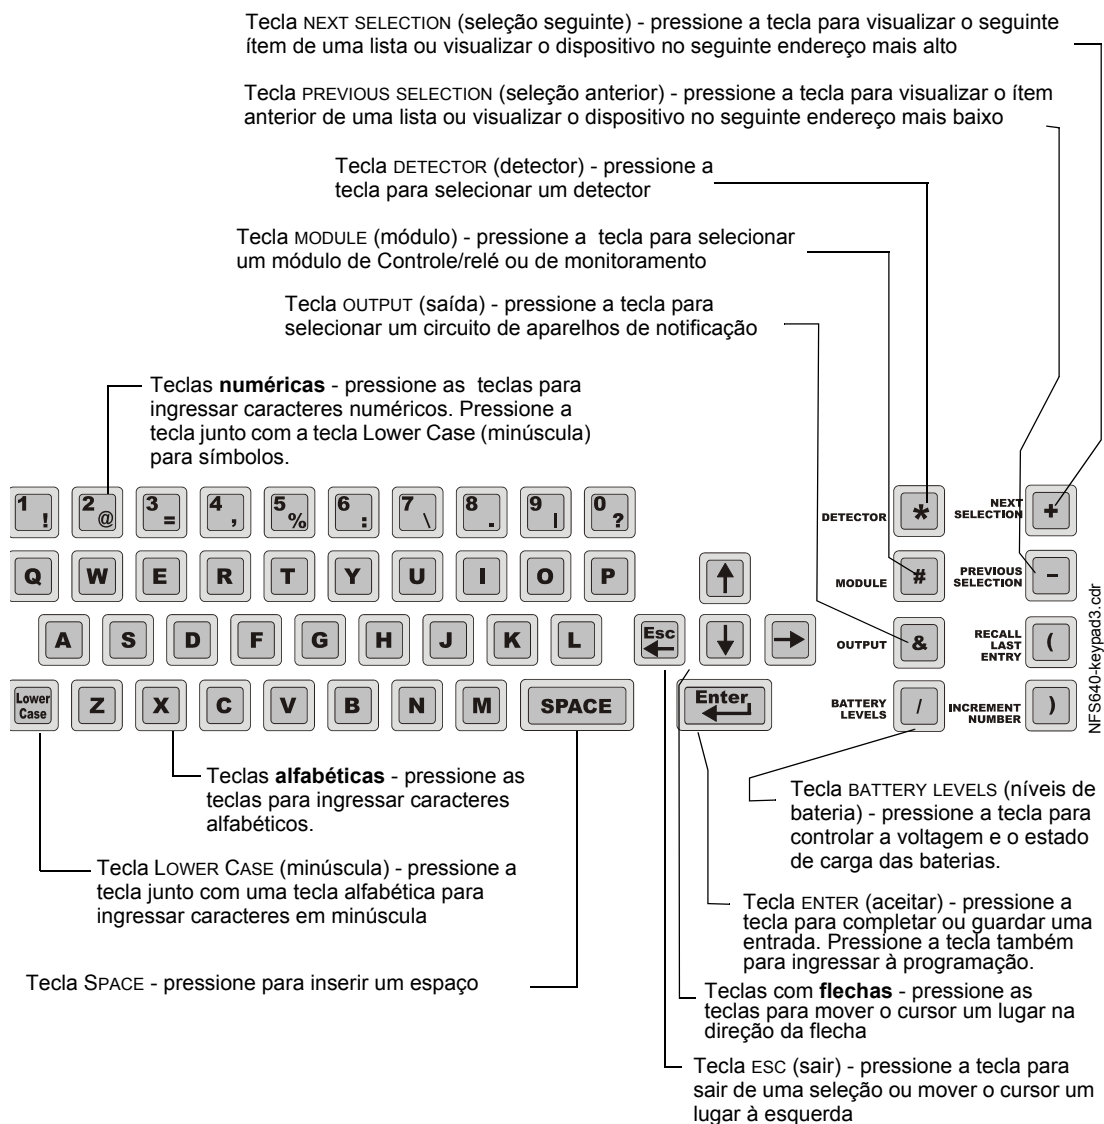 Tecla NEXT SELECTION (seleção seguinte) - pressione a tecla para visualizar o seguinte
ítem de uma lista ou visualizar o dispositivo no seguinte endereço mais alto
Tecla PREVIOUS SELECTION (seleção anterior) - pressione a tecla para visualizar o ítem
anterior de uma lista ou visualizar o dispositivo no seguinte endereço mais baixo
Tecla DETECTOR (detector) - pressione a
tecla para selecionar um detector
Tecla MODULE (módulo) - pressione a tecla para selecionar
um módulo de Controle/relé ou de monitoramento
Tecla OUTPUT (saída) - pressione a tecla para
selecionar um circuito de aparelhos de notificação
Teclas numéricas - pressione as teclas para
ingressar caracteres numéricos. Pressione a
tecla junto com a tecla Lower Case (minúscula)
para símbolos.
1 ! 2 @ 3 = 4 , 5 % 6 : 7 \ 8 . 9 | 0 ?
DETECTOR * NEXT SELECTION +
Q W E R T Y U I O P
MODULE # PREVIOUS SELECTION -
A S D F G H J K L Esc
OUTPUT & RECALL LAST ENTRY (
Lower Case Z X C V B N M SPACE Enter
BATTERY LEVELS / INCREMENT NUMBER )
NFS640-keypad3.cdr
Teclas alfabéticas - pressione as
teclas para ingressar caracteres
alfabéticos.
Tecla BATTERY LEVELS (níveis de
bateria) - pressione a tecla para
controlar a voltagem e o estado
de carga das baterias.
Tecla LOWER CASE (minúscula) - pressione a
tecla junto com uma tecla alfabética para
ingressar caracteres em minúscula
Tecla ENTER (aceitar) - pressione a
tecla para completar ou guardar uma
entrada. Pressione a tecla também
para ingressar à programação.
Tecla SPACE - pressione para inserir um espaço
Teclas com flechas - pressione as
teclas para mover o cursor um lugar na
direção da flecha
Tecla ESC (sair) - pressione a tecla para
sair de uma seleção ou mover o cursor um
lugar à esquerda